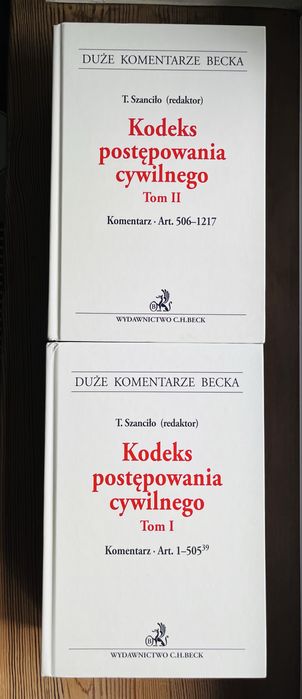 DUŻE KOMENTARZE BECKA
T. Szanciło (redaktor)
Kodeks
postępowania
cywilnego
Tom II
Komentarz · Art. 506–1217
B
WYDAWNICTWO C.H.BECK
DUŻE KOMENTARZE BECKA
T. Szanciło (redaktor)
Kodeks
postępowania
cywilnego
Tom I
Komentarz · Art. 1–505³⁹
B
WYDAWNICTWO C.H.BECK